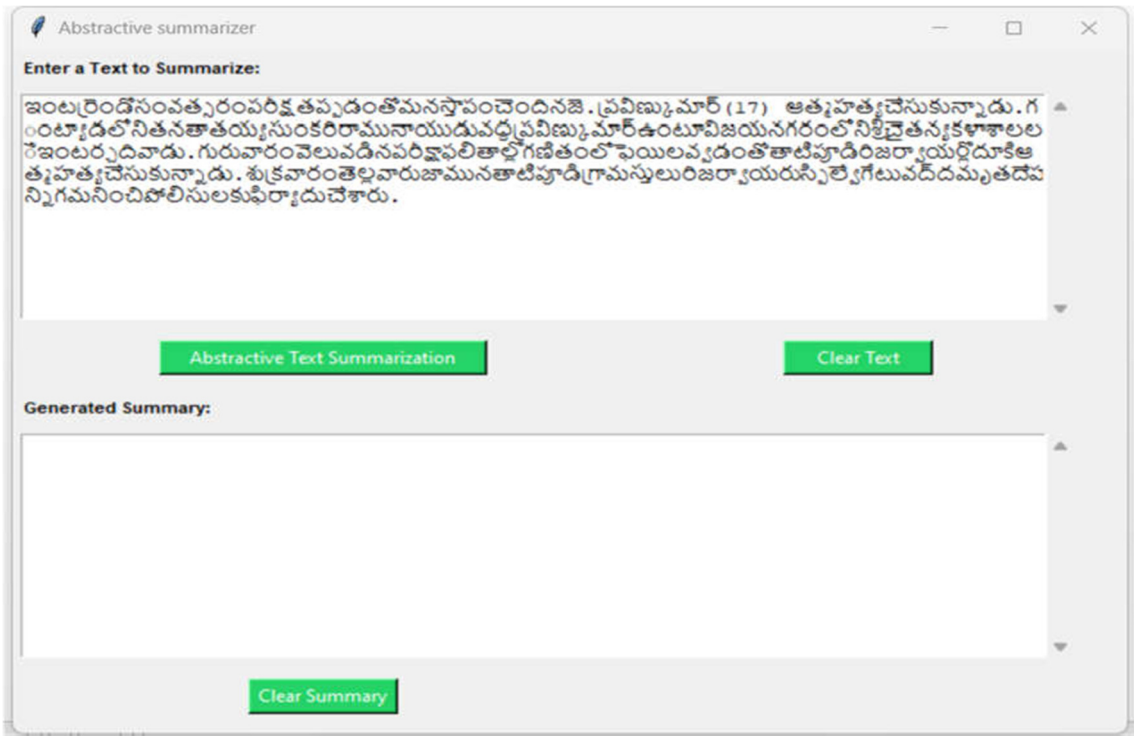 Abstractive summarizer
Enter a Text to Summarize:
ఇంటర్రెండోసంవత్సరంపరీక్షతప్పడంతోమనస్తాపంచెందినజె.ప్రవీణ్కుమార్(17) ఆత్మహత్యచేసుకున్నాడు.గ
ంట్యాడలోనితనతాతయ్యసుంకరిరామునాయుడువద్దప్రవీణ్కుమార్ఉంటూవిజయనగరంలోనిశ్రీచైతన్యకళాశాలల
ోఇంటర్చదివాడు.గురువారంవెలువడినపరీక్షాఫలితాల్లోగణితంలోఫెయిలవ్వడంతోతాటిపూడిరిజర్వాయర్లోదూకిఆ
త్మహత్యచేసుకున్నాడు.శుక్రవారంతెల్లవారుజామునతాటిపూడిగ్రామస్తులురిజర్వాయరుస్పిల్వేగేటువద్దమృతదేహ
న్నిగమనించిపోలీసులకుఫిర్యాదుచేశారు.
Abstractive Text Summarization Clear Text
Generated Summary:
Clear Summary